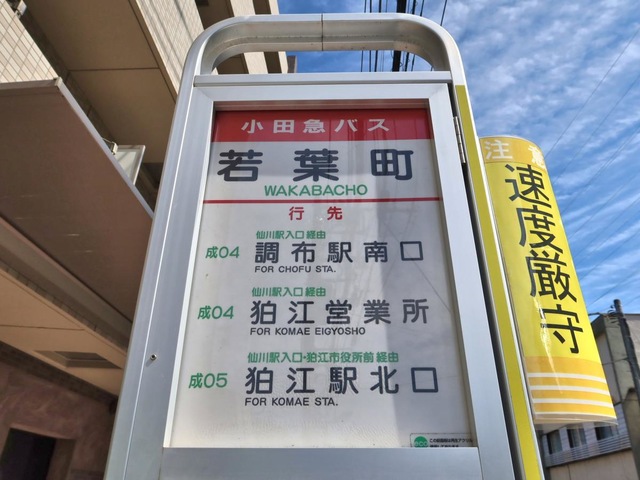 小田急バス
若葉町
WAKABACHO
行先
仙川駅入口 経由
成04 調布駅南口
FOR CHOFU STA.
仙川駅入口 経由
成04 狛江営業所
FOR KOMAE EIGYOSHO
仙川駅入口・狛江市役所前 経由
成05 狛江駅北口
FOR KOMAE STA.
注意
速度厳守